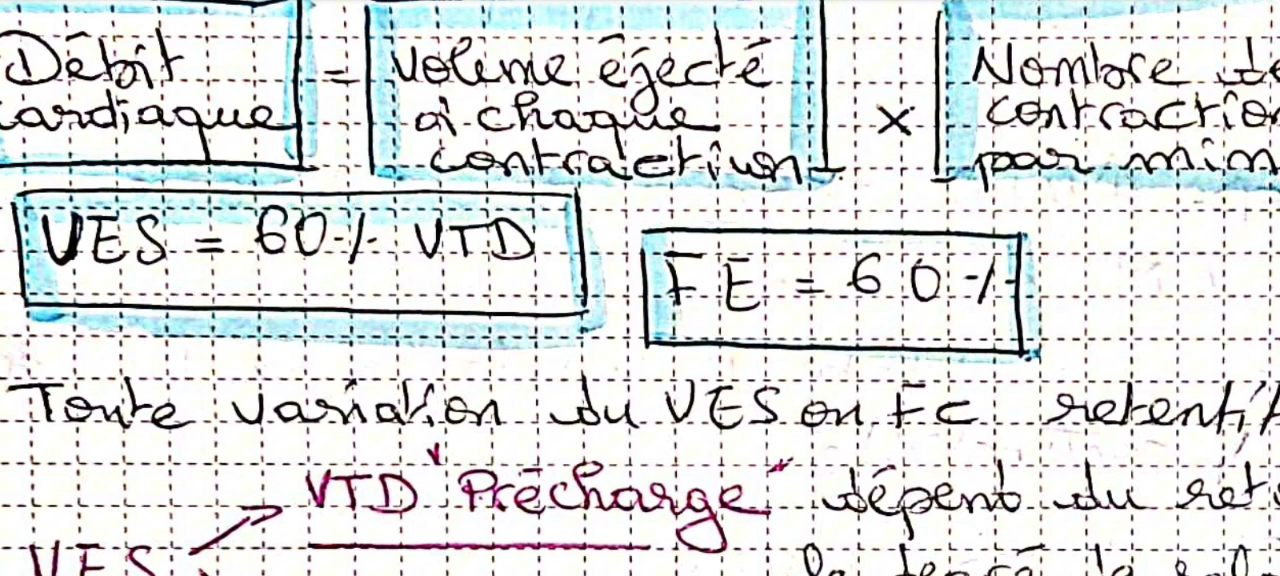 Débit = Volume éjecté × Nombre de
cardiaque à chaque contraction
contraction par min
VES = 60 % VTD
FE = 60 %
Toute variation du VES ou Fc retentit
VTD "Précharge" dépend du ret
VES